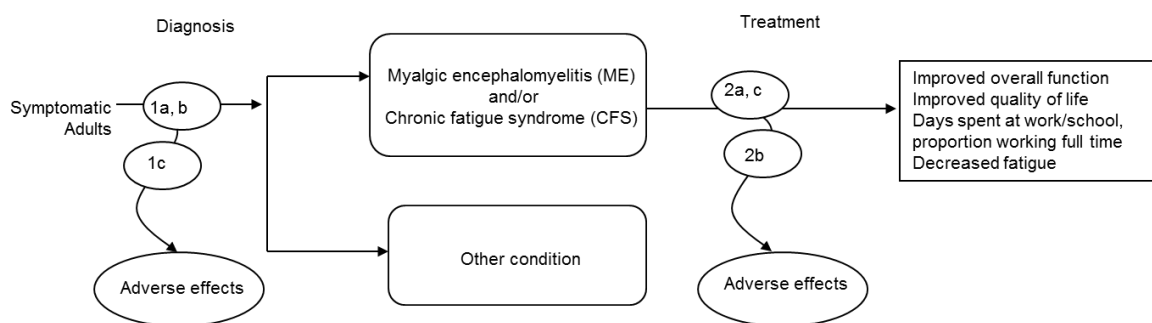 Diagnosis
Treatment
Symptomatic
Adults
1a, b
1c
Adverse effects
Myalgic encephalomyelitis (ME)
and/or
Chronic fatigue syndrome (CFS)
Other condition
2a, c
2b
Adverse effects
Improved overall function
Improved quality of life
Days spent at work/school,
proportion working full time
Decreased fatigue